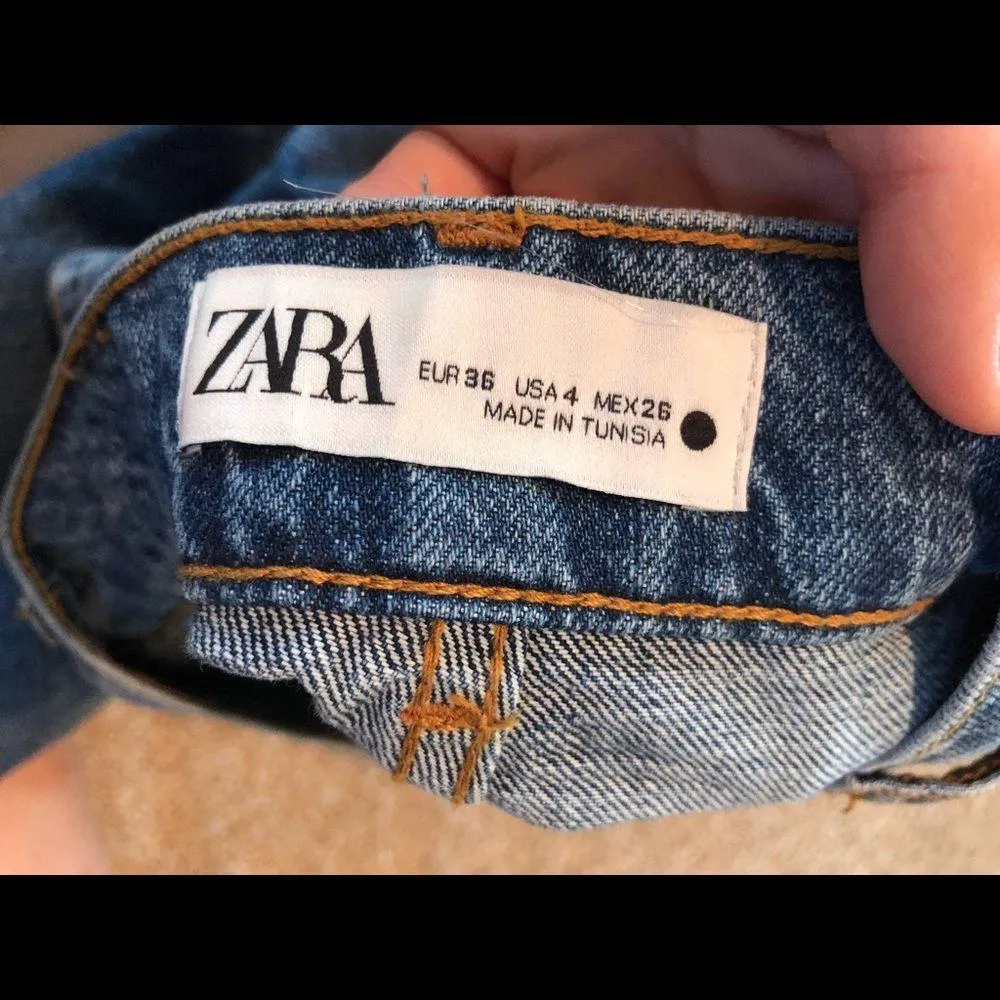 ZARA
EUR 36 USA 4 MEX 26
MADE IN TUNISIA